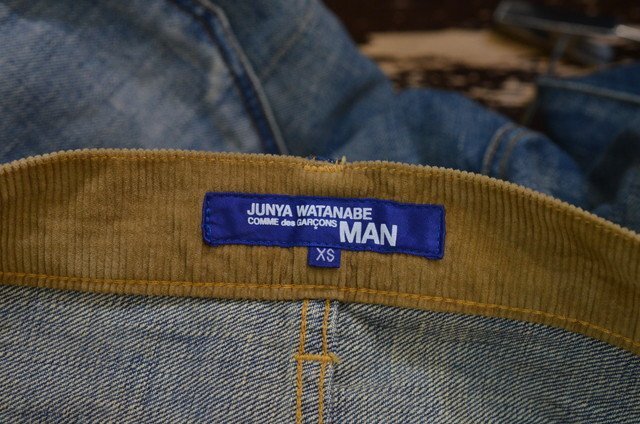 JUNYA WATANABE
COMME des GARÇONS
MAN
XS